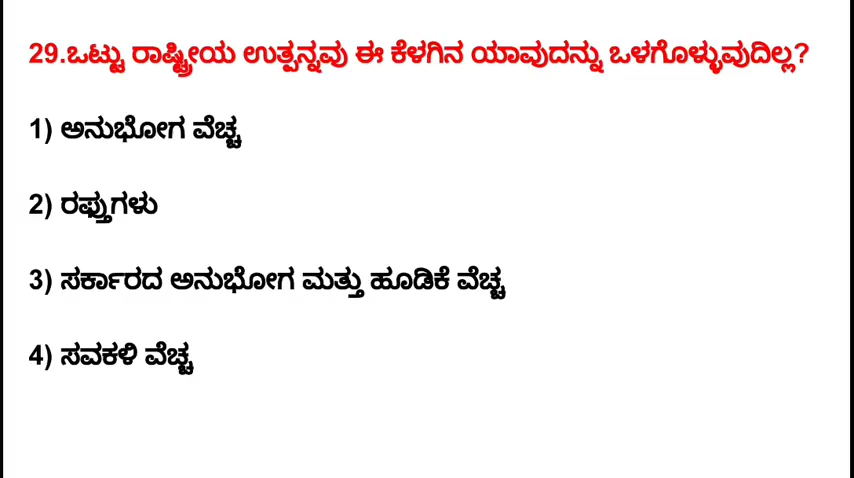 29.ಒಟ್ಟು ರಾಷ್ಟ್ರೀಯ ಉತ್ಪನ್ನವು ಈ ಕೆಳಗಿನ ಯಾವುದನ್ನು ಒಳಗೊಳ್ಳುವುದಿಲ್ಲ?
1) ಅನುಭೋಗ ವೆಚ್ಚ
2) ರಫ್ತುಗಳು
3) ಸರ್ಕಾರದ ಅನುಭೋಗ ಮತ್ತು ಹೂಡಿಕೆ ವೆಚ್ಚ
4) ಸವಕಳಿ ವೆಚ್ಚ